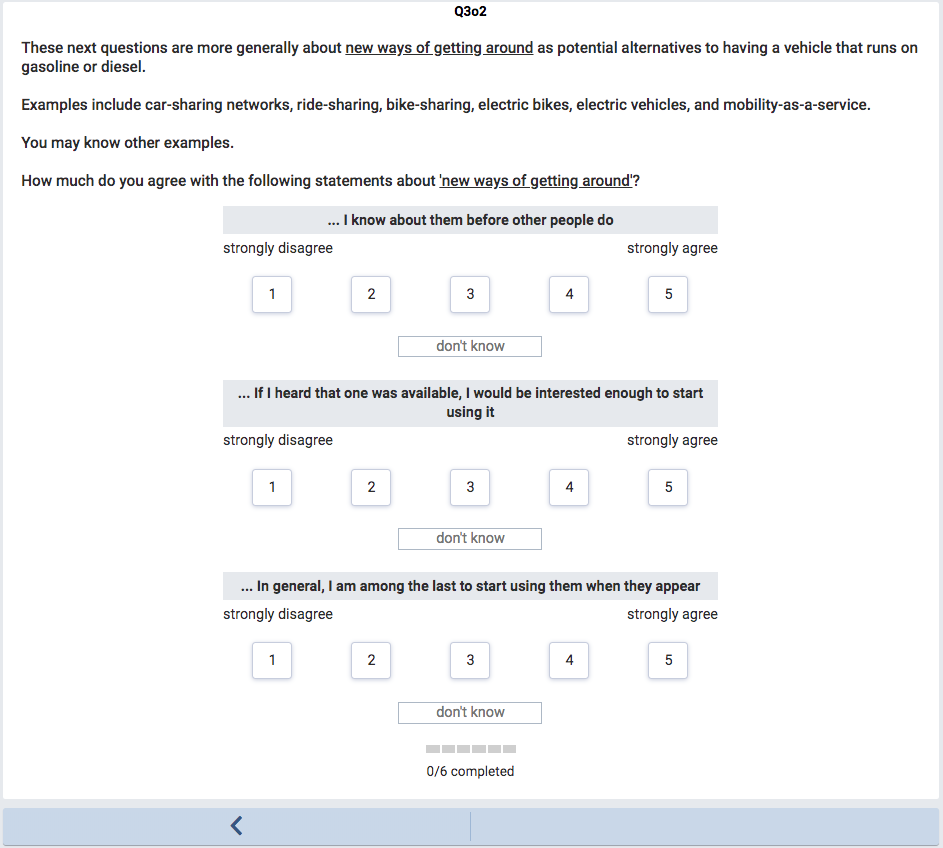 Q3o2
These next questions are more generally about new ways of getting around as potential alternatives to having a vehicle that runs on
gasoline or diesel.
Examples include car-sharing networks, ride-sharing, bike-sharing, electric bikes, electric vehicles, and mobility-as-a-service.
You may know other examples.
How much do you agree with the following statements about 'new ways of getting around'?
... I know about them before other people do
strongly disagree strongly agree
1 2 3 4 5
don't know
... If I heard that one was available, I would be interested enough to start
using it
strongly disagree strongly agree
1 2 3 4 5
don't know
... In general, I am among the last to start using them when they appear
strongly disagree strongly agree
1 2 3 4 5
don't know
0/6 completed